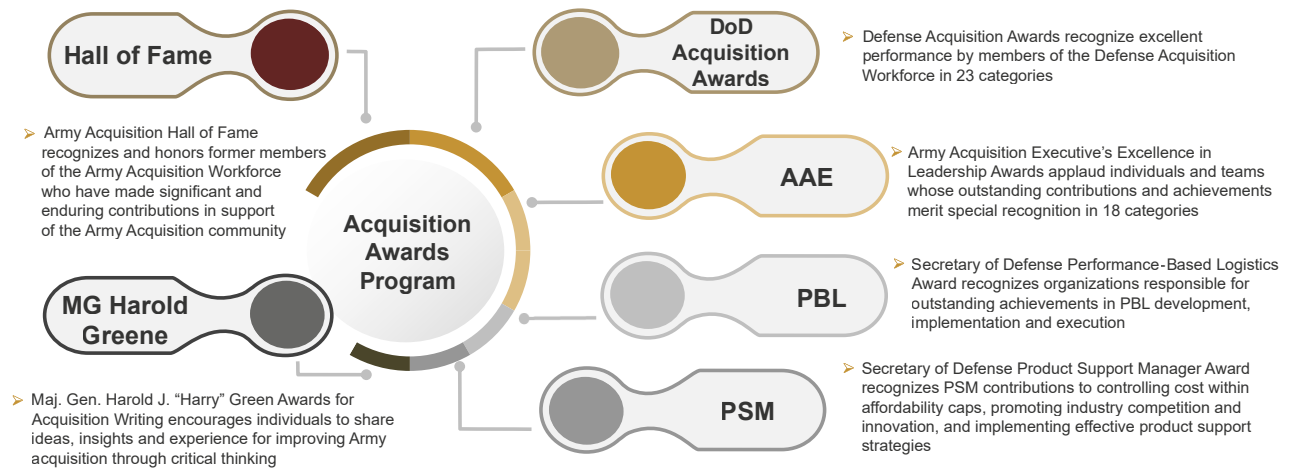 Hall of Fame
➢ Army Acquisition Hall of Fame
recognizes and honors former members
of the Army Acquisition Workforce
who have made significant and
enduring contributions in support
of the Army Acquisition community
MG Harold
Greene
➢ Maj. Gen. Harold J. “Harry” Green Awards for
Acquisition Writing encourages individuals to share
ideas, insights and experience for improving Army
acquisition through critical thinking
Acquisition
Awards
Program
DoD
Acquisition
Awards
➢ Defense Acquisition Awards recognize excellent
performance by members of the Defense Acquisition
Workforce in 23 categories
AAE
➢ Army Acquisition Executive’s Excellence in
Leadership Awards applaud individuals and teams
whose outstanding contributions and achievements
merit special recognition in 18 categories
PBL
➢ Secretary of Defense Performance-Based Logistics
Award recognizes organizations responsible for
outstanding achievements in PBL development,
implementation and execution
PSM
➢ Secretary of Defense Product Support Manager Award
recognizes PSM contributions to controlling cost within
affordability caps, promoting industry competition and
innovation, and implementing effective product support
strategies